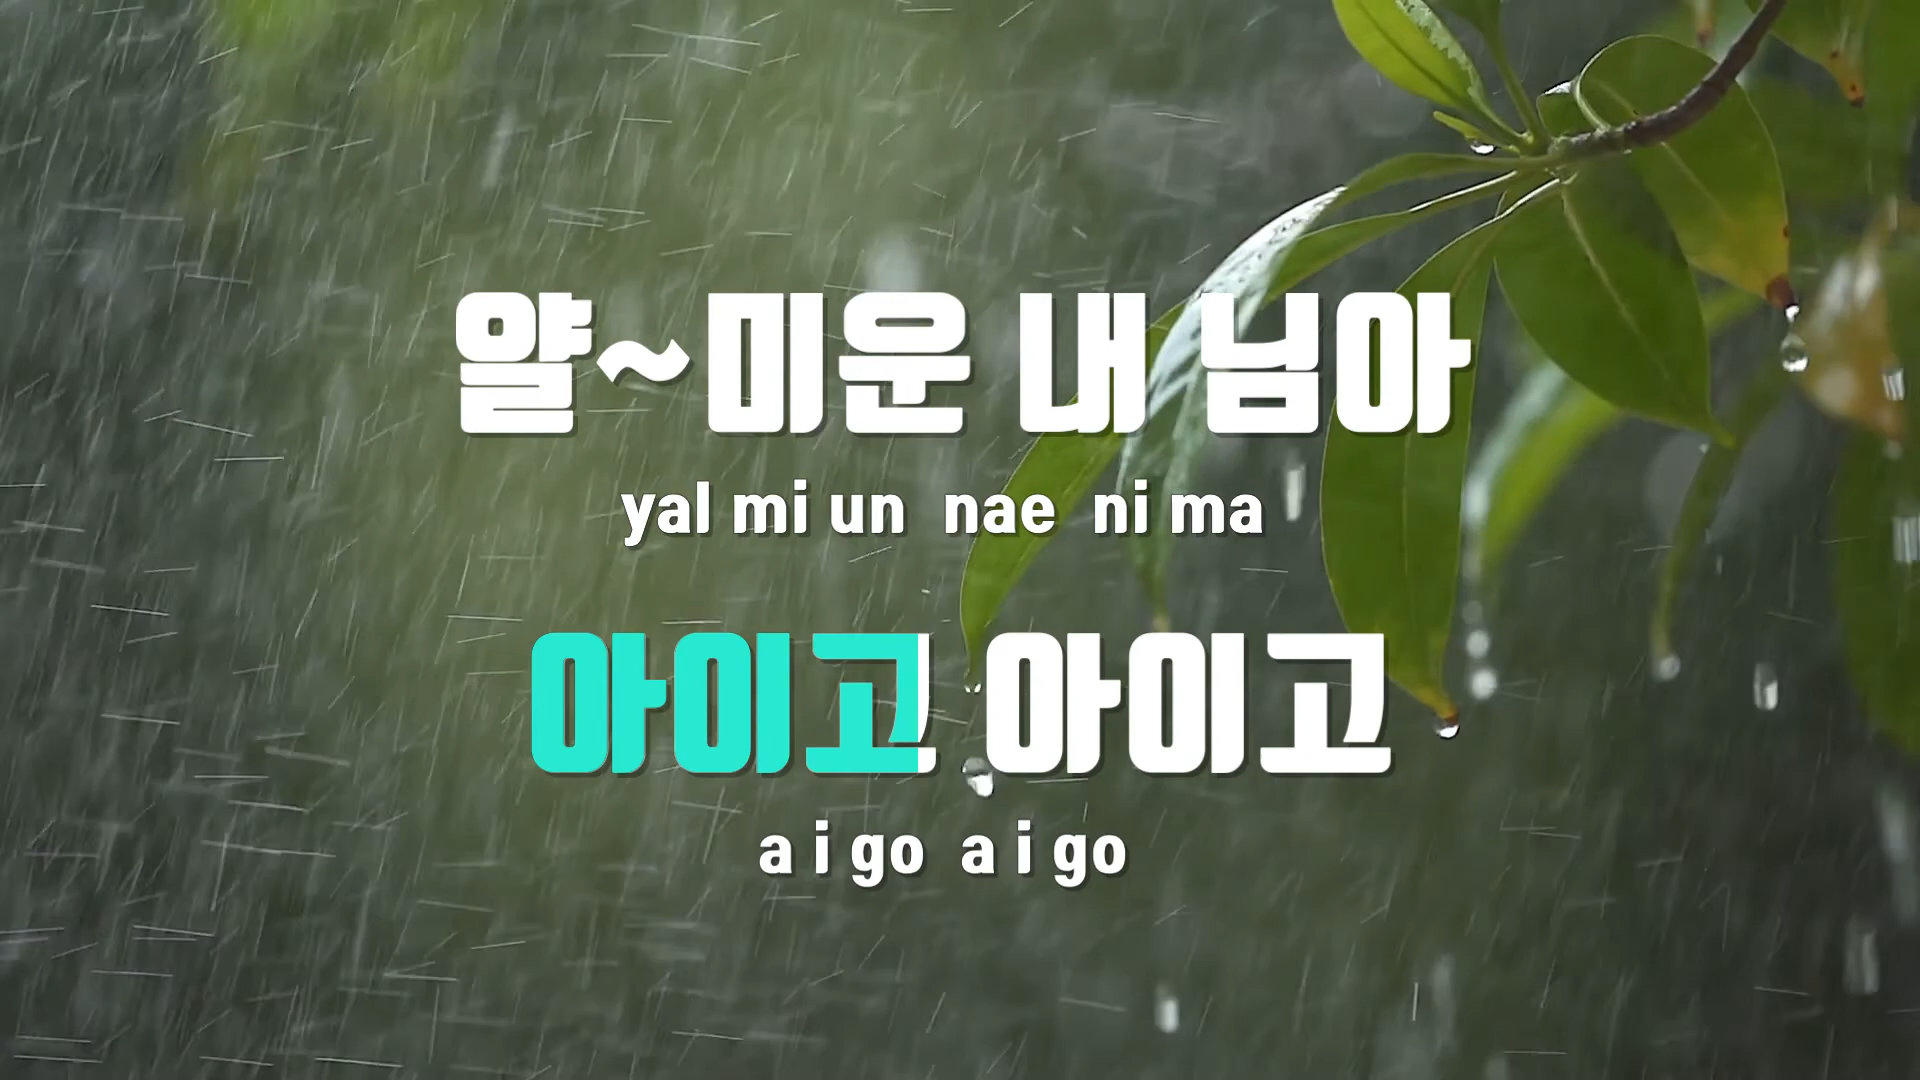 얄~미운 내 님아
yal mi un nae ni ma
아이고 아이고
a i go a i go